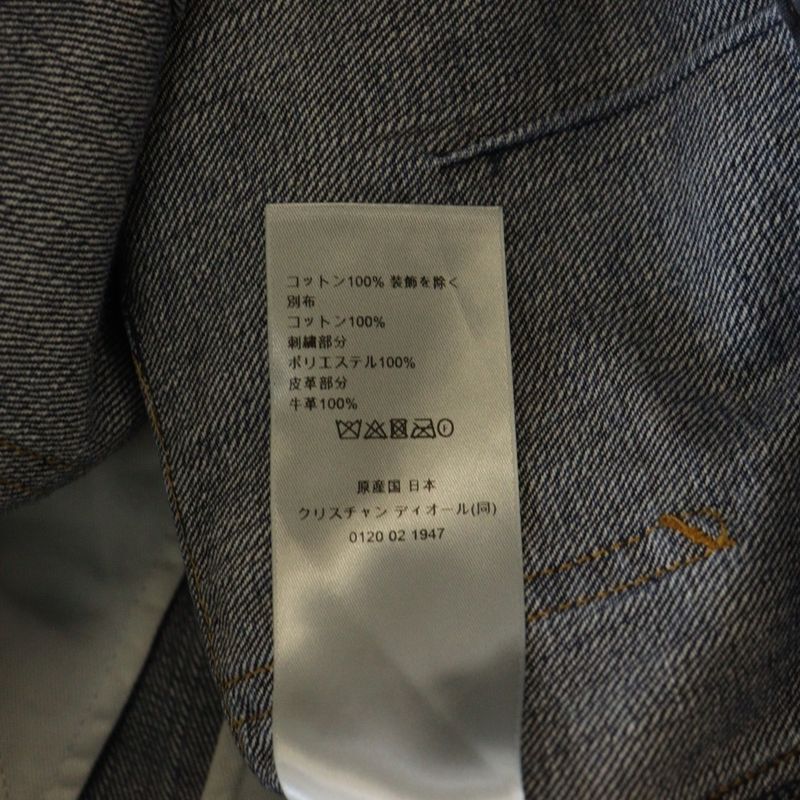 コットン100% 装飾を除く
別布
コットン100%
刺繍部分
ポリエステル100%
皮革部分
牛革100%
原産国 日本
クリスチャン ディオール(同)
0120 02 1947